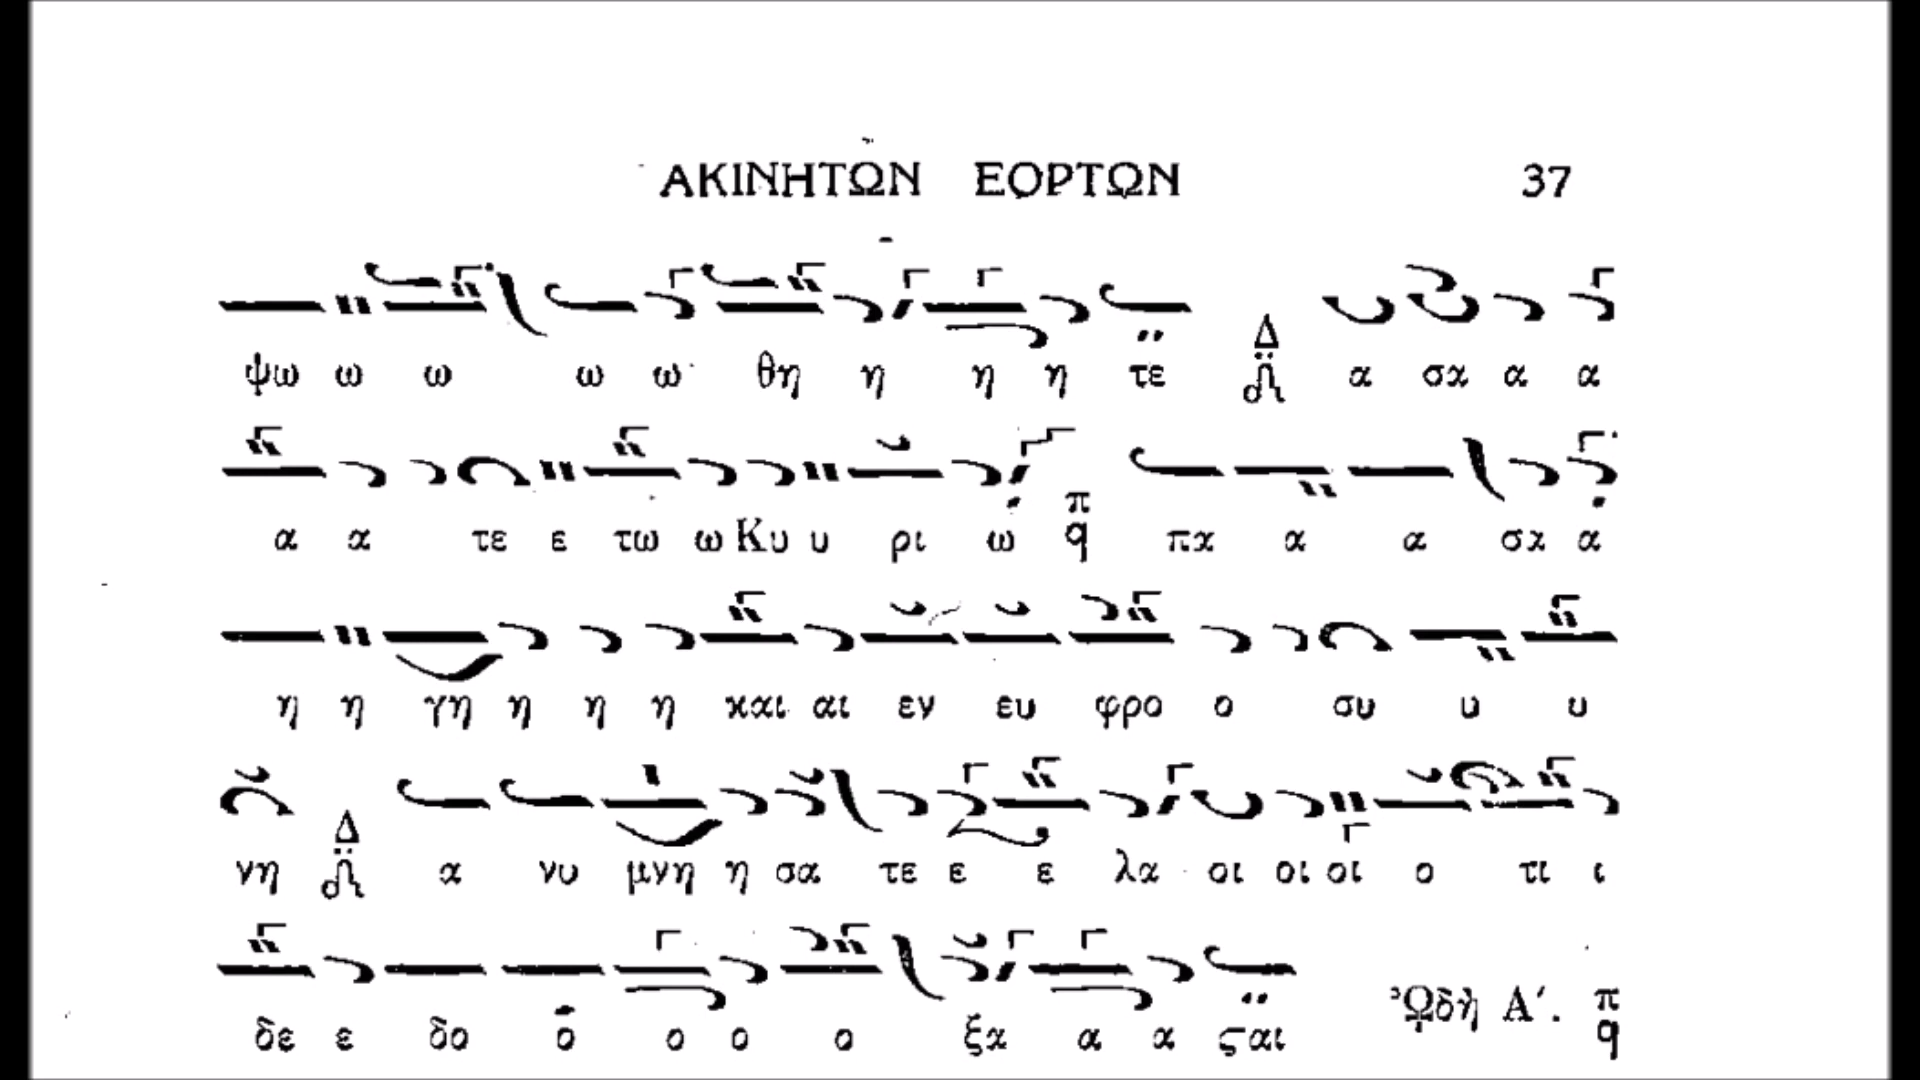 ΑΚΙΝΗΤΩΝ ΕΟΡΤΩΝ 37
ψω ω ω ω ω θη η η η τε Δ α σα α α
α α τε ε τω ω Κυ υ ρι ω π q πα α α σα α
η η γη η η η και αι εν ευ φρο ο συ υ υ
νη Δ α νυ μνη η σα τε ε ε λα οι οι οι ο τι ι
δε ε δο ο ο ο ο ξα α α ϛαι Ὠδὴ Α΄. π q